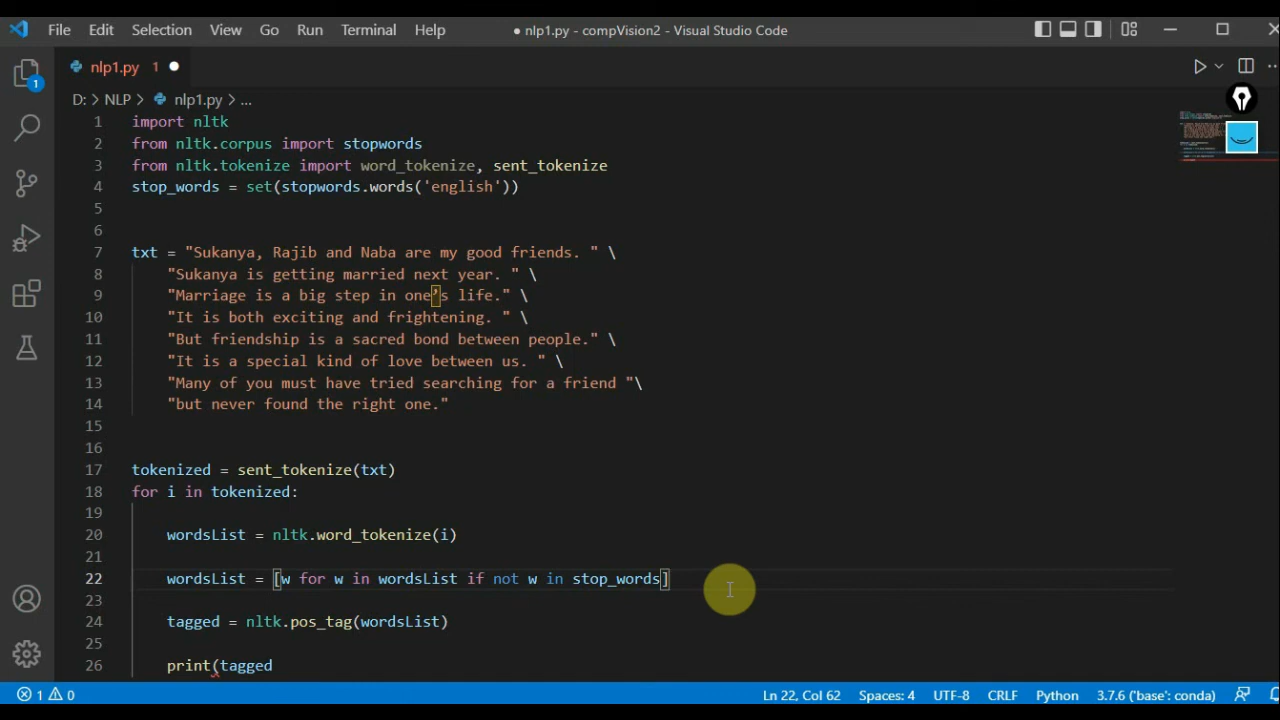 File Edit Selection View Go Run Terminal Help ● nlp1.py - compVision2 - Visual Studio Code
nlp1.py 1 ●
D: > NLP > nlp1.py > ...
1 import nltk
2 from nltk.corpus import stopwords
3 from nltk.tokenize import word_tokenize, sent_tokenize
4 stop_words = set(stopwords.words('english'))
5
6
7 txt = "Sukanya, Rajib and Naba are my good friends. " \
8 "Sukanya is getting married next year. " \
9 "Marriage is a big step in one’s life." \
10 "It is both exciting and frightening. " \
11 "But friendship is a sacred bond between people." \
12 "It is a special kind of love between us. " \
13 "Many of you must have tried searching for a friend "\
14 "but never found the right one."
15
16
17 tokenized = sent_tokenize(txt)
18 for i in tokenized:
19
20 wordsList = nltk.word_tokenize(i)
21
22 wordsList = [w for w in wordsList if not w in stop_words]
23
24 tagged = nltk.pos_tag(wordsList)
25
26 print(tagged
1
1 0 Ln 22, Col 62 Spaces: 4 UTF-8 CRLF Python 3.7.6 ('base': conda)